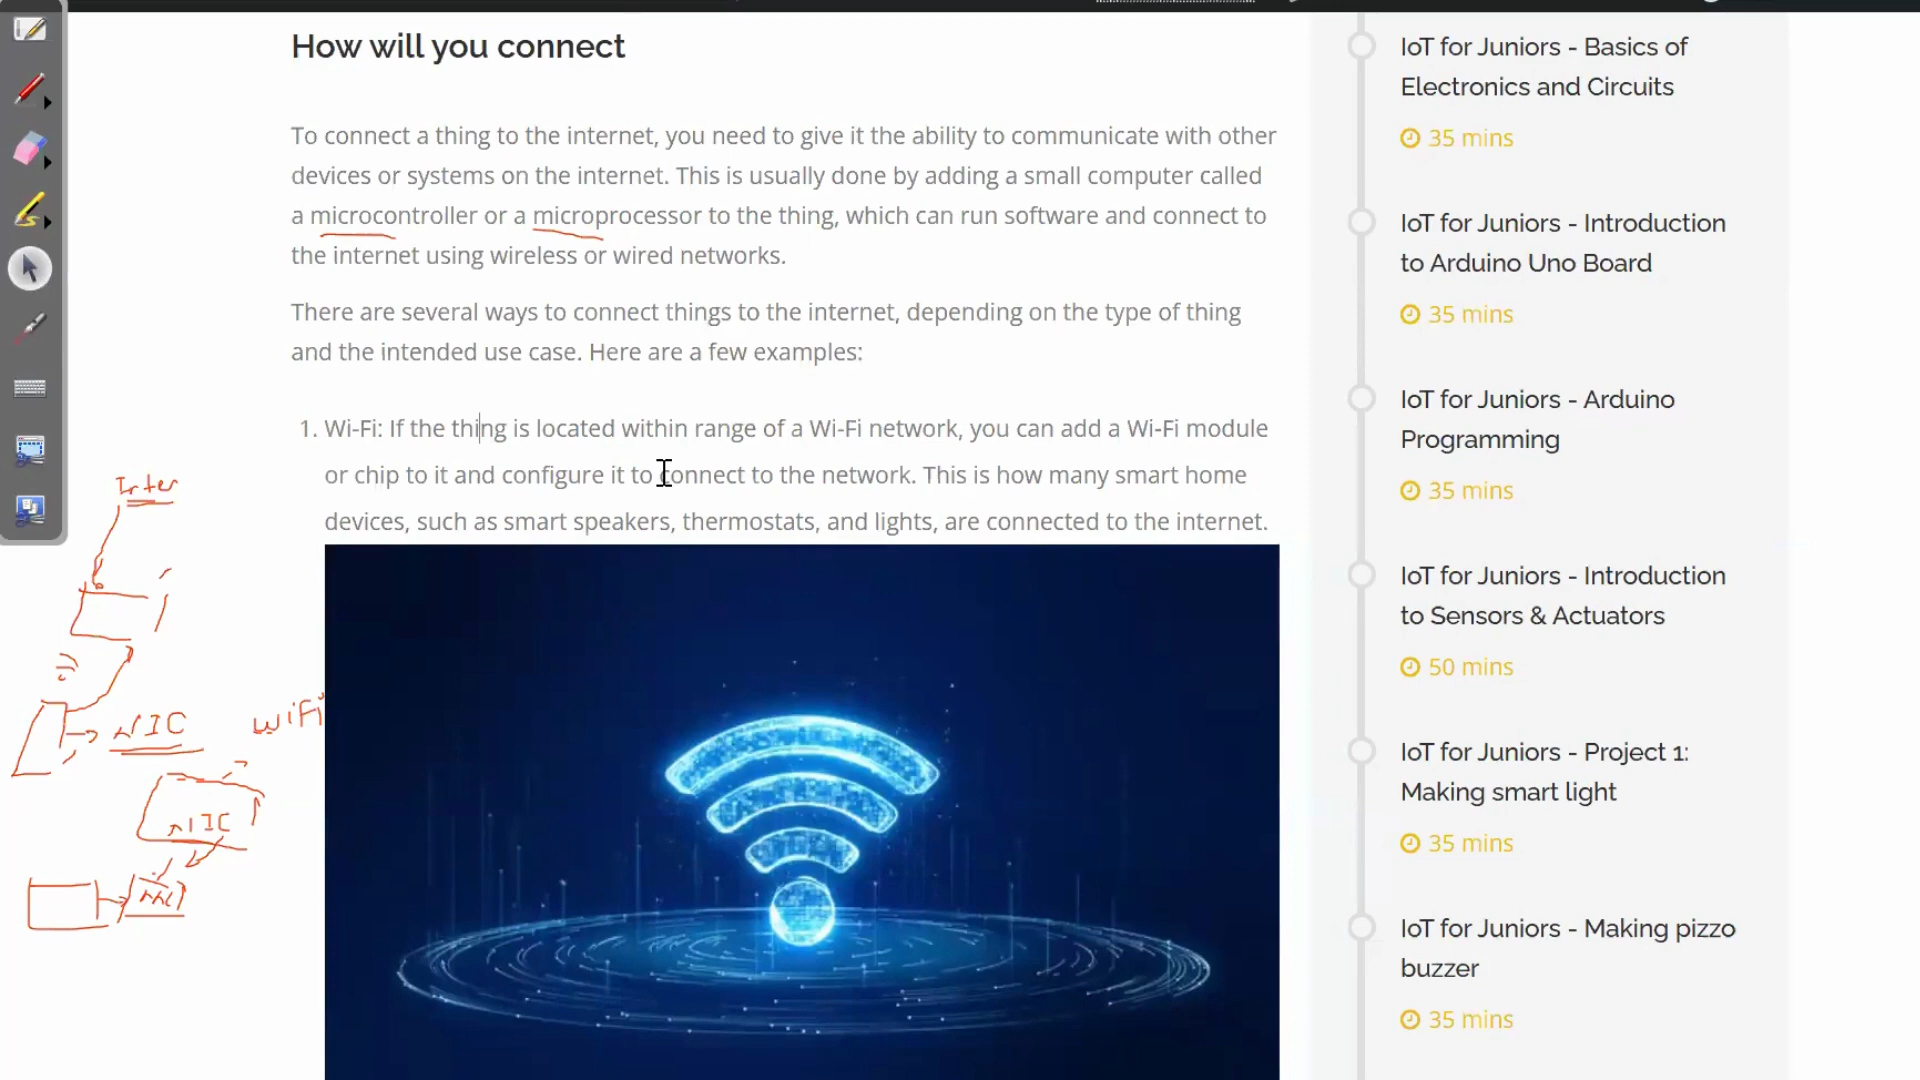 How will you connect
To connect a thing to the internet, you need to give it the ability to communicate with other
devices or systems on the internet. This is usually done by adding a small computer called
a microcontroller or a microprocessor to the thing, which can run software and connect to
the internet using wireless or wired networks.
There are several ways to connect things to the internet, depending on the type of thing
and the intended use case. Here are a few examples:
1. Wi-Fi: If the thing is located within range of a Wi-Fi network, you can add a Wi-Fi module
or chip to it and configure it to connect to the network. This is how many smart home
devices, such as smart speakers, thermostats, and lights, are connected to the internet.
Inter
NIC
WiFi
NIC
IoT for Juniors - Basics of
Electronics and Circuits
35 mins
IoT for Juniors - Introduction
to Arduino Uno Board
35 mins
IoT for Juniors - Arduino
Programming
35 mins
IoT for Juniors - Introduction
to Sensors & Actuators
50 mins
IoT for Juniors - Project 1:
Making smart light
35 mins
IoT for Juniors - Making pizzo
buzzer
35 mins